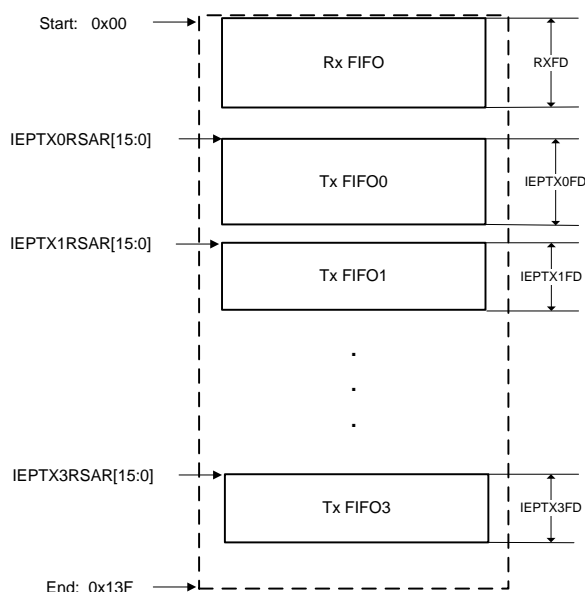 Start: 0x00
Rx FIFO
RXFD
IEPTX0RSAR[15:0]
Tx FIFO0
IEPTX0FD
IEPTX1RSAR[15:0]
Tx FIFO1
IEPTX1FD
.
.
.
IEPTX3RSAR[15:0]
Tx FIFO3
IEPTX3FD
End: 0x13F